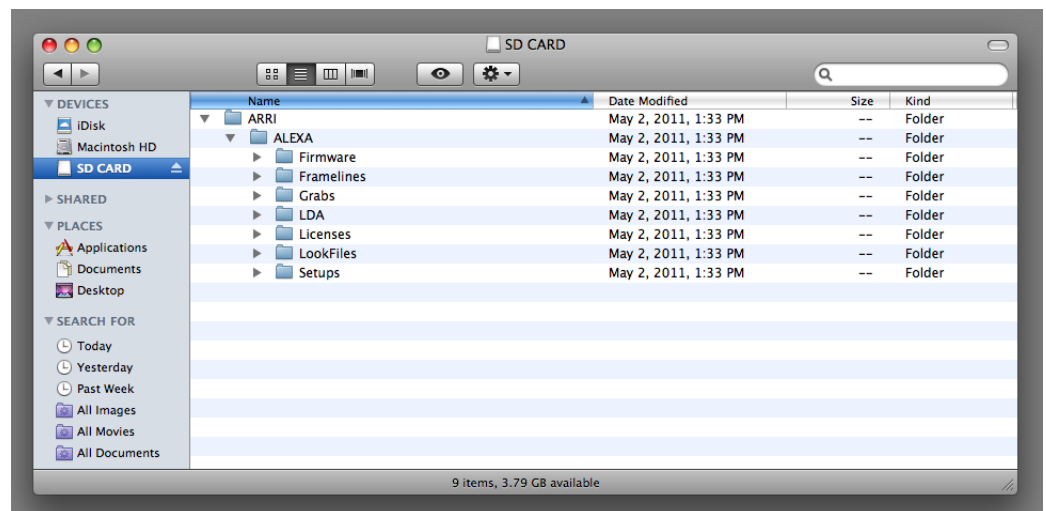 SD CARD
DEVICES
iDisk
Macintosh HD
SD CARD
SHARED
PLACES
Applications
Documents
Desktop
SEARCH FOR
Today
Yesterday
Past Week
All Images
All Movies
All Documents
Name Date Modified Size Kind
ARRI May 2, 2011, 1:33 PM -- Folder
ALEXA May 2, 2011, 1:33 PM -- Folder
Firmware May 2, 2011, 1:33 PM -- Folder
Framelines May 2, 2011, 1:33 PM -- Folder
Grabs May 2, 2011, 1:33 PM -- Folder
LDA May 2, 2011, 1:33 PM -- Folder
Licenses May 2, 2011, 1:33 PM -- Folder
LookFiles May 2, 2011, 1:33 PM -- Folder
Setups May 2, 2011, 1:33 PM -- Folder
9 items, 3.79 GB available